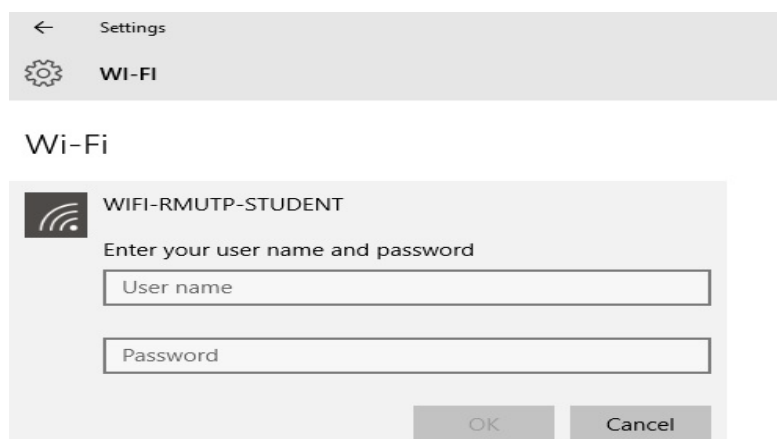 Settings
WI-FI
Wi-Fi
WIFI-RMUTP-STUDENT
Enter your user name and password
User name
Password
OK Cancel